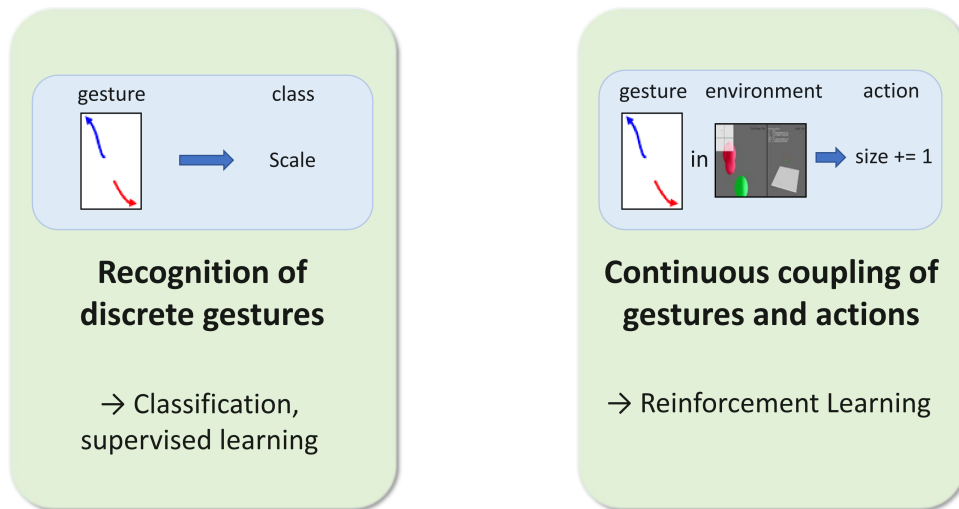 gesture
class
Scale
Recognition of
discrete gestures
→ Classification,
supervised learning
gesture environment action
in
size += 1
Continuous coupling of
gestures and actions
→ Reinforcement Learning